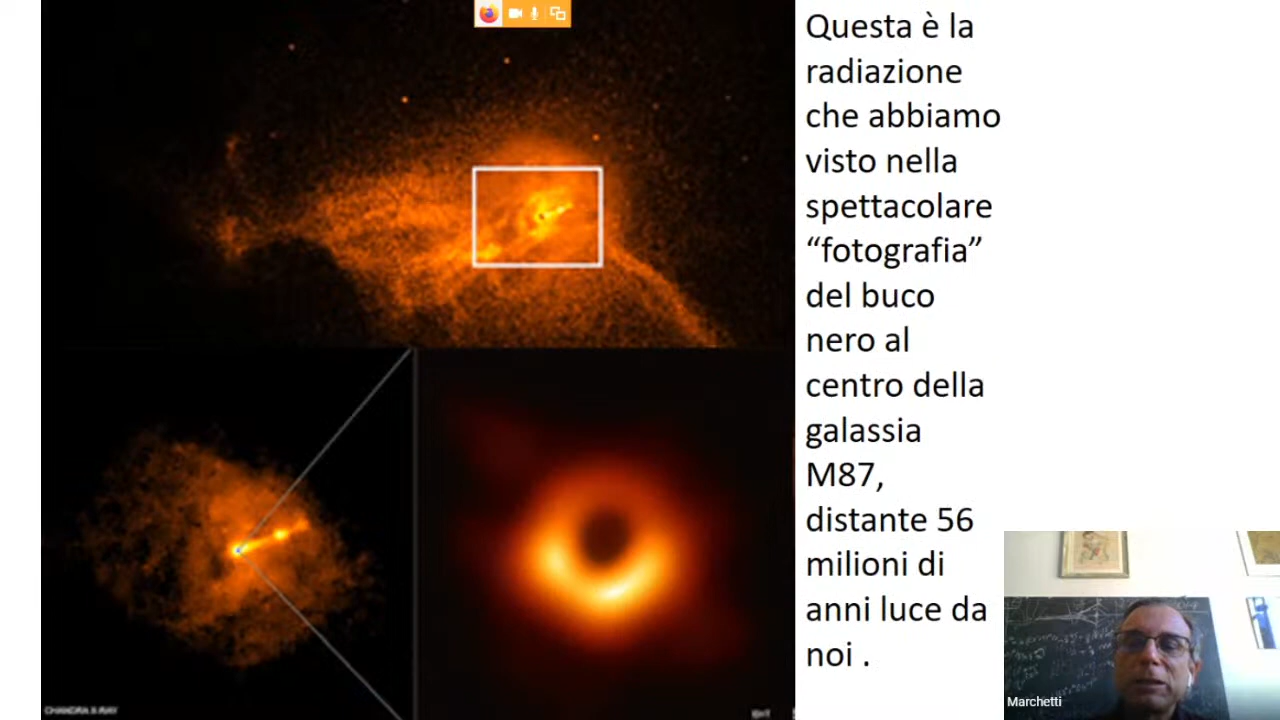 Questa è la
radiazione
che abbiamo
visto nella
spettacolare
“fotografia”
del buco
nero al
centro della
galassia
M87,
distante 56
milioni di
anni luce da
noi .
CHANDRA X-RAY
EHT
Marchetti